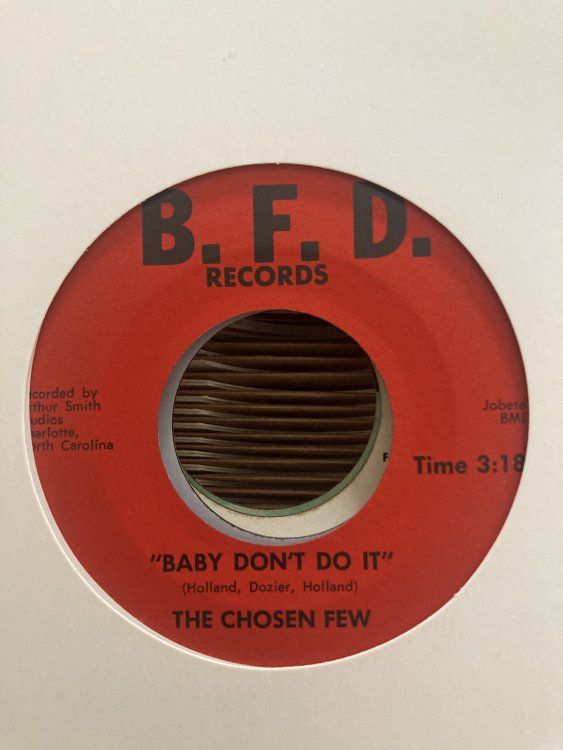 B. F. D.
RECORDS
ecorded by
rthur Smith
udios
harlotte,
orth Carolina
Jobete
BMI
Time 3:18
F
"BABY DON'T DO IT"
(Holland, Dozier, Holland)
THE CHOSEN FEW